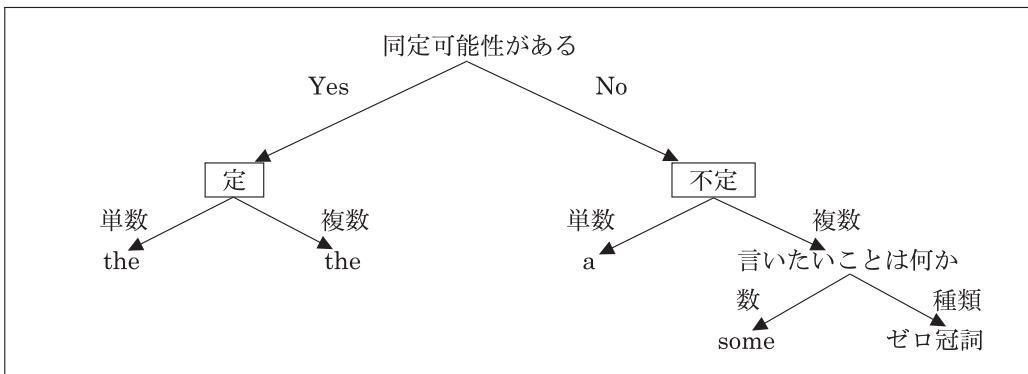 同定可能性がある
Yes No
定 不定
単数 複数 単数 複数
the the a 言いたいことは何か
数 種類
some ゼロ冠詞